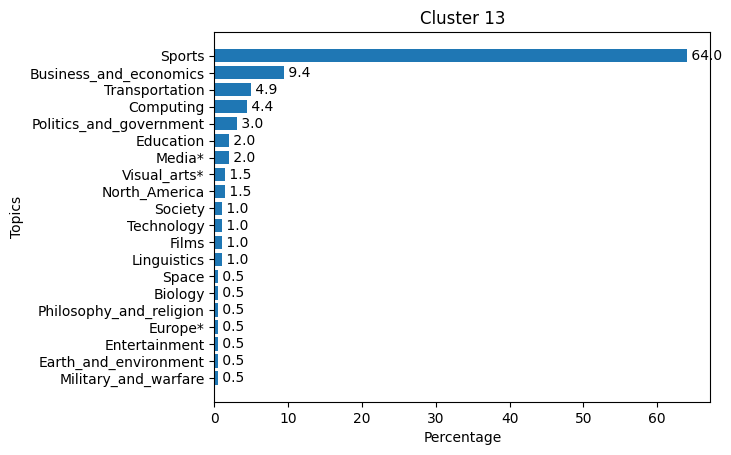 Cluster 13
Topics
Sports 64.0
Business_and_economics 9.4
Transportation 4.9
Computing 4.4
Politics_and_government 3.0
Education 2.0
Media* 2.0
Visual_arts* 1.5
North_America 1.5
Society 1.0
Technology 1.0
Films 1.0
Linguistics 1.0
Space 0.5
Biology 0.5
Philosophy_and_religion 0.5
Europe* 0.5
Entertainment 0.5
Earth_and_environment 0.5
Military_and_warfare 0.5
0 10 20 30 40 50 60
Percentage